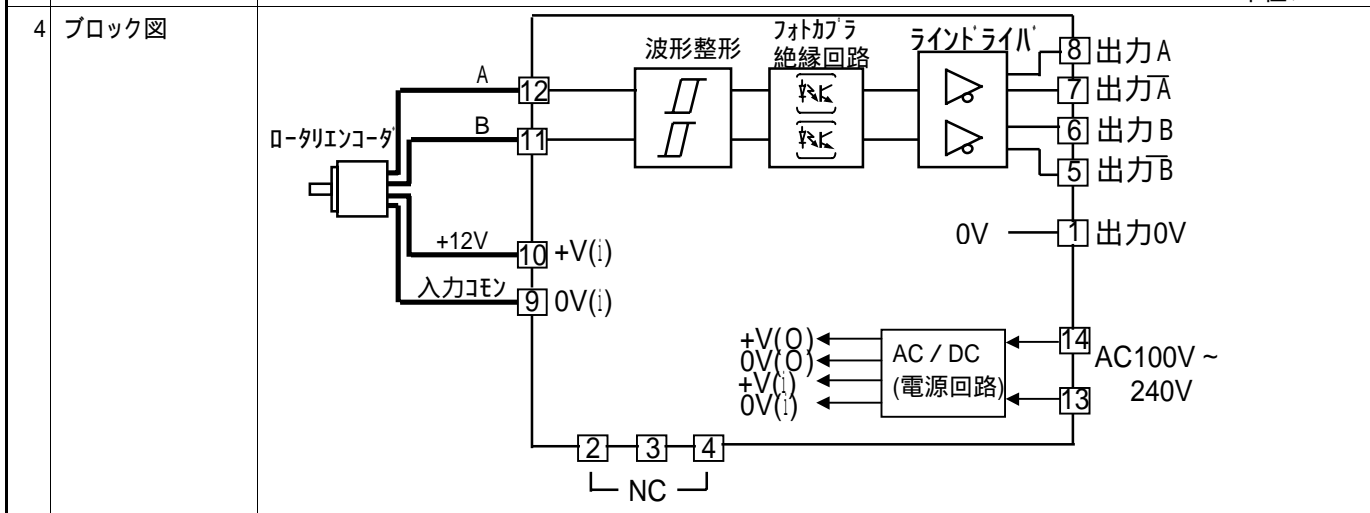 4 ブロック図
波形整形
フォトカプラ
絶縁回路
ラインドライバ
ロータリエンコーダ
A
12
B
11
+12V
10 +V(i)
入力コモン
9 0V(i)
8 出力A
7 出力A̅
6 出力B
5 出力B̅
0V
1 出力0V
+V(O)
0V(O)
+V(i)
0V(i)
AC / DC
(電源回路)
14
13
AC100V ~
240V
2 3 4
NC